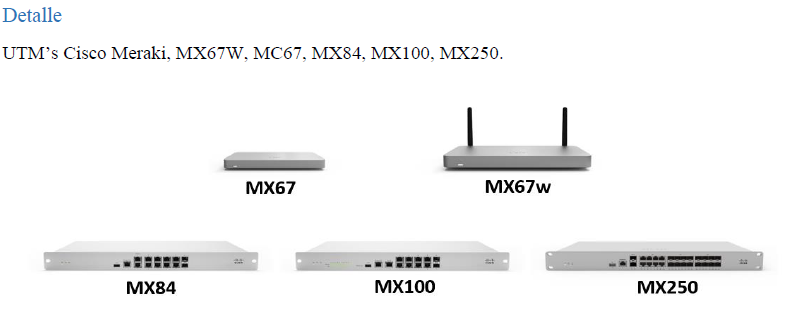 Detalle
UTM’s Cisco Meraki, MX67W, MC67, MX84, MX100, MX250.
MX67
MX67w
MX84
MX100
MX250